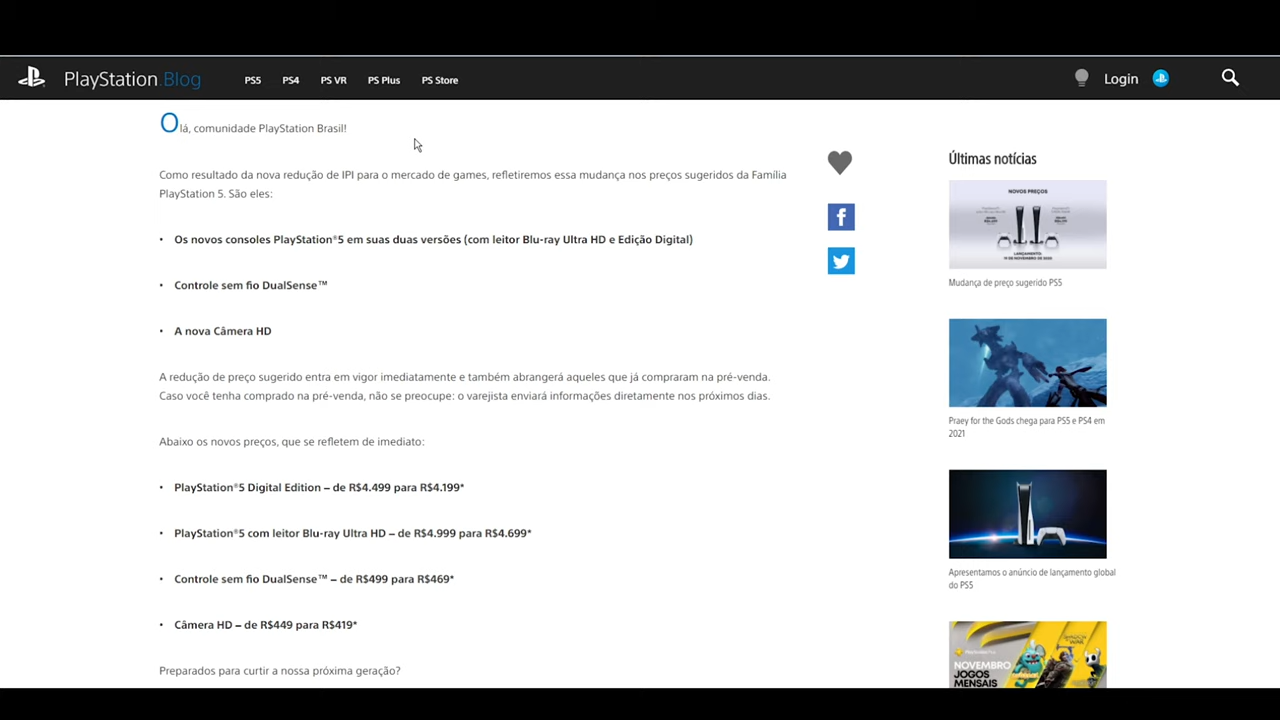 PlayStation.Blog
PS5
PS4
PS VR
PS Plus
PS Store
Login
Olá, comunidade PlayStation Brasil!
Como resultado da nova redução de IPI para o mercado de games, refletiremos essa mudança nos preços sugeridos da Família
PlayStation 5. São eles:
• Os novos consoles PlayStation®5 em suas duas versões (com leitor Blu-ray Ultra HD e Edição Digital)
• Controle sem fio DualSense™
• A nova Câmera HD
A redução de preço sugerido entra em vigor imediatamente e também abrangerá aqueles que já compraram na pré-venda.
Caso você tenha comprado na pré-venda, não se preocupe: o varejista enviará informações diretamente nos próximos dias.
Abaixo os novos preços, que se refletem de imediato:
• PlayStation®5 Digital Edition – de R$4.499 para R$4.199*
• PlayStation®5 com leitor Blu-ray Ultra HD – de R$4.999 para R$4.699*
• Controle sem fio DualSense™ – de R$499 para R$469*
• Câmera HD – de R$449 para R$419*
Preparados para curtir a nossa próxima geração?
Últimas notícias
NOVOS PREÇOS
Mudança de preço sugerido PS5
Praey for the Gods chega para PS5 e PS4 em
2021
Apresentamos o anúncio de lançamento global
do PS5
NOVEMBRO
JOGOS
MENSAIS